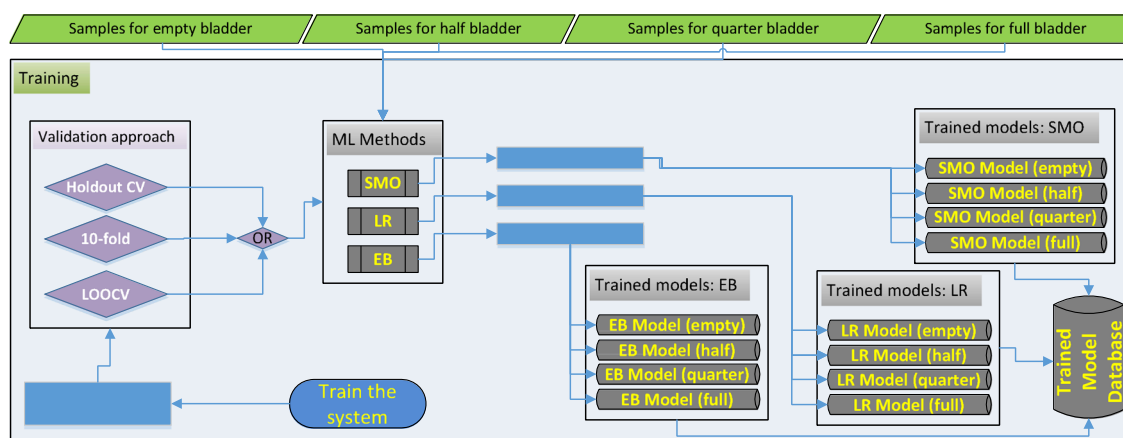 Samples for empty bladder
Samples for half bladder
Samples for quarter bladder
Samples for full bladder
Training
Validation approach
Holdout CV
10-fold
LOOCV
OR
ML Methods
SMO
LR
EB
Trained models: SMO
SMO Model (empty)
SMO Model (half)
SMO Model (quarter)
SMO Model (full)
Trained models: EB
EB Model (empty)
EB Model (half)
EB Model (quarter)
EB Model (full)
Trained models: LR
LR Model (empty)
LR Model (half)
LR Model (quarter)
LR Model (full)
Trained
Model
Database
Train the
system